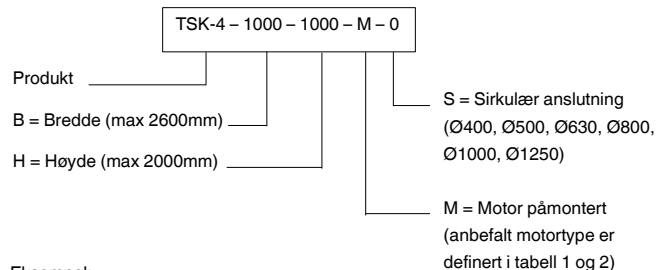 TSK-4 – 1000 – 1000 – M – 0
Produkt
B = Bredde (max 2600mm)
H = Høyde (max 2000mm)
S = Sirkulær anslutning
(Ø400, Ø500, Ø630, Ø800,
Ø1000, Ø1250)
M = Motor påmontert
(anbefalt motortype er
definert i tabell 1 og 2)